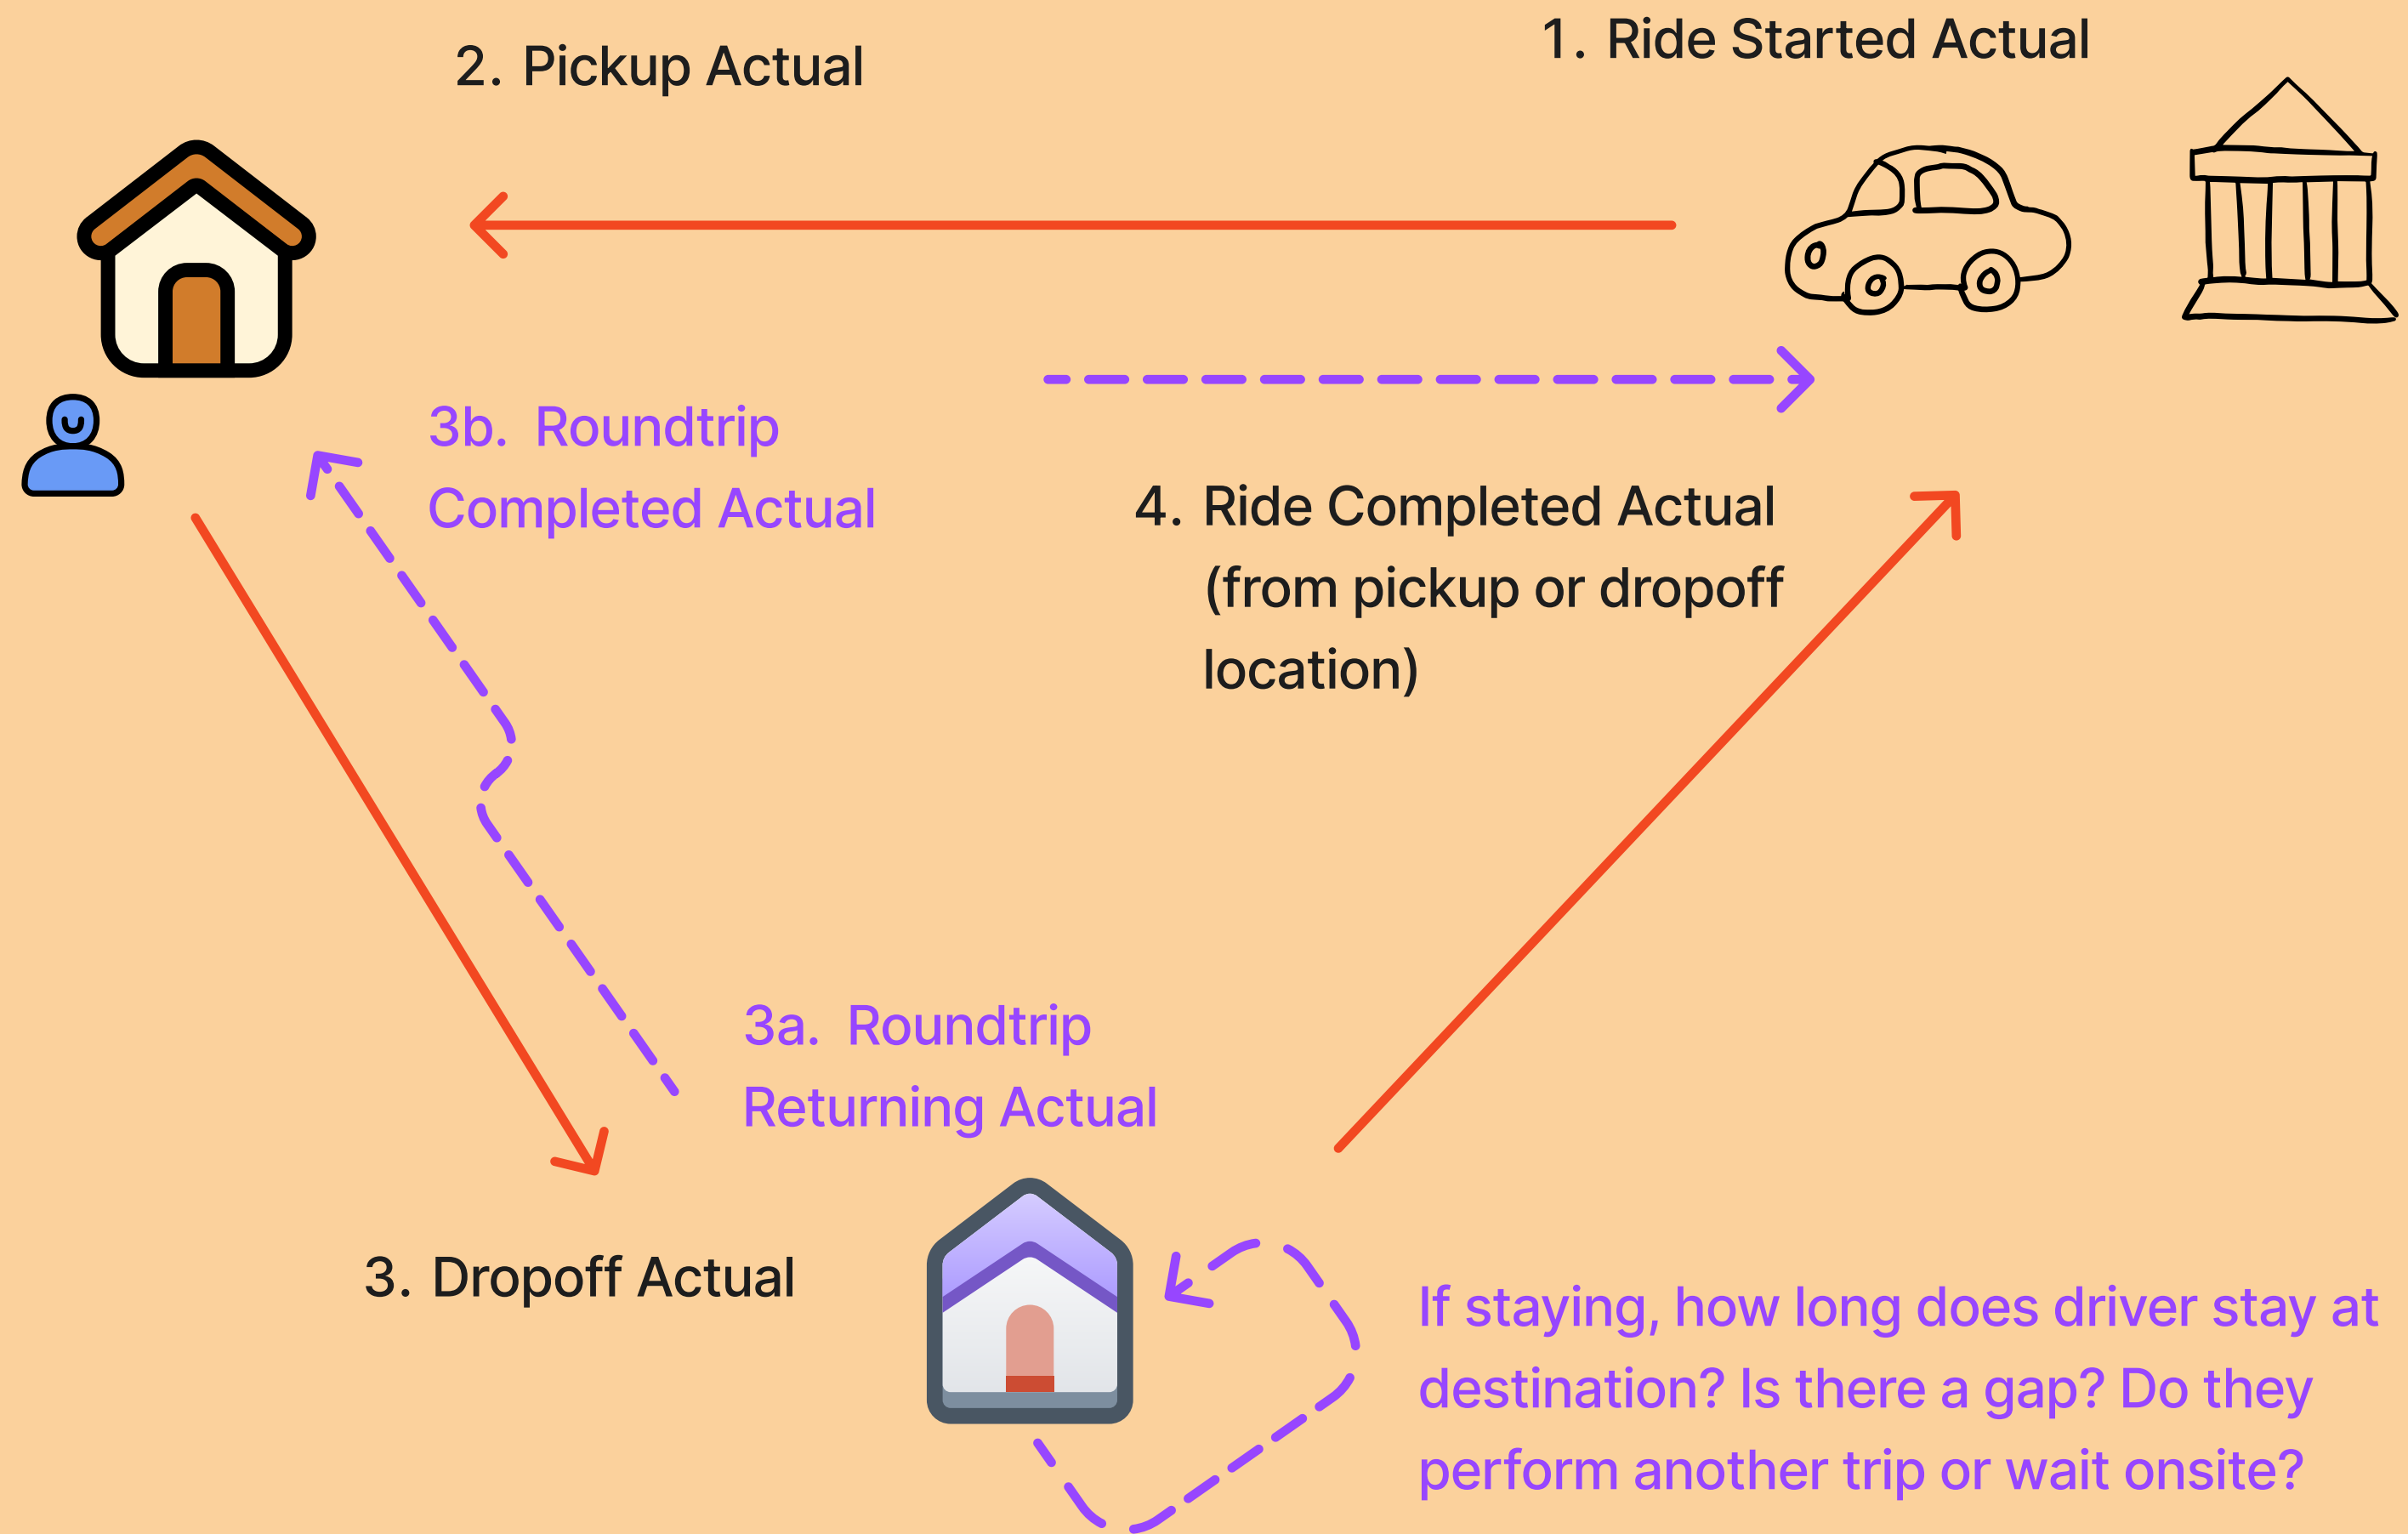 1. Ride Started Actual
2. Pickup Actual
3b. Roundtrip
Completed Actual
4. Ride Completed Actual
(from pickup or dropoff
location)
3a. Roundtrip
Returning Actual
3. Dropoff Actual
If staying, how long does driver stay at
destination? Is there a gap? Do they
perform another trip or wait onsite?